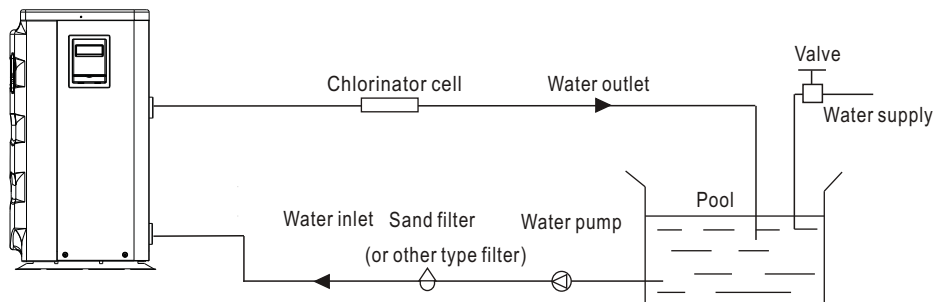 Valve
Chlorinator cell
Water outlet
Water supply
Pool
Water inlet
Sand filter
(or other type filter)
Water pump